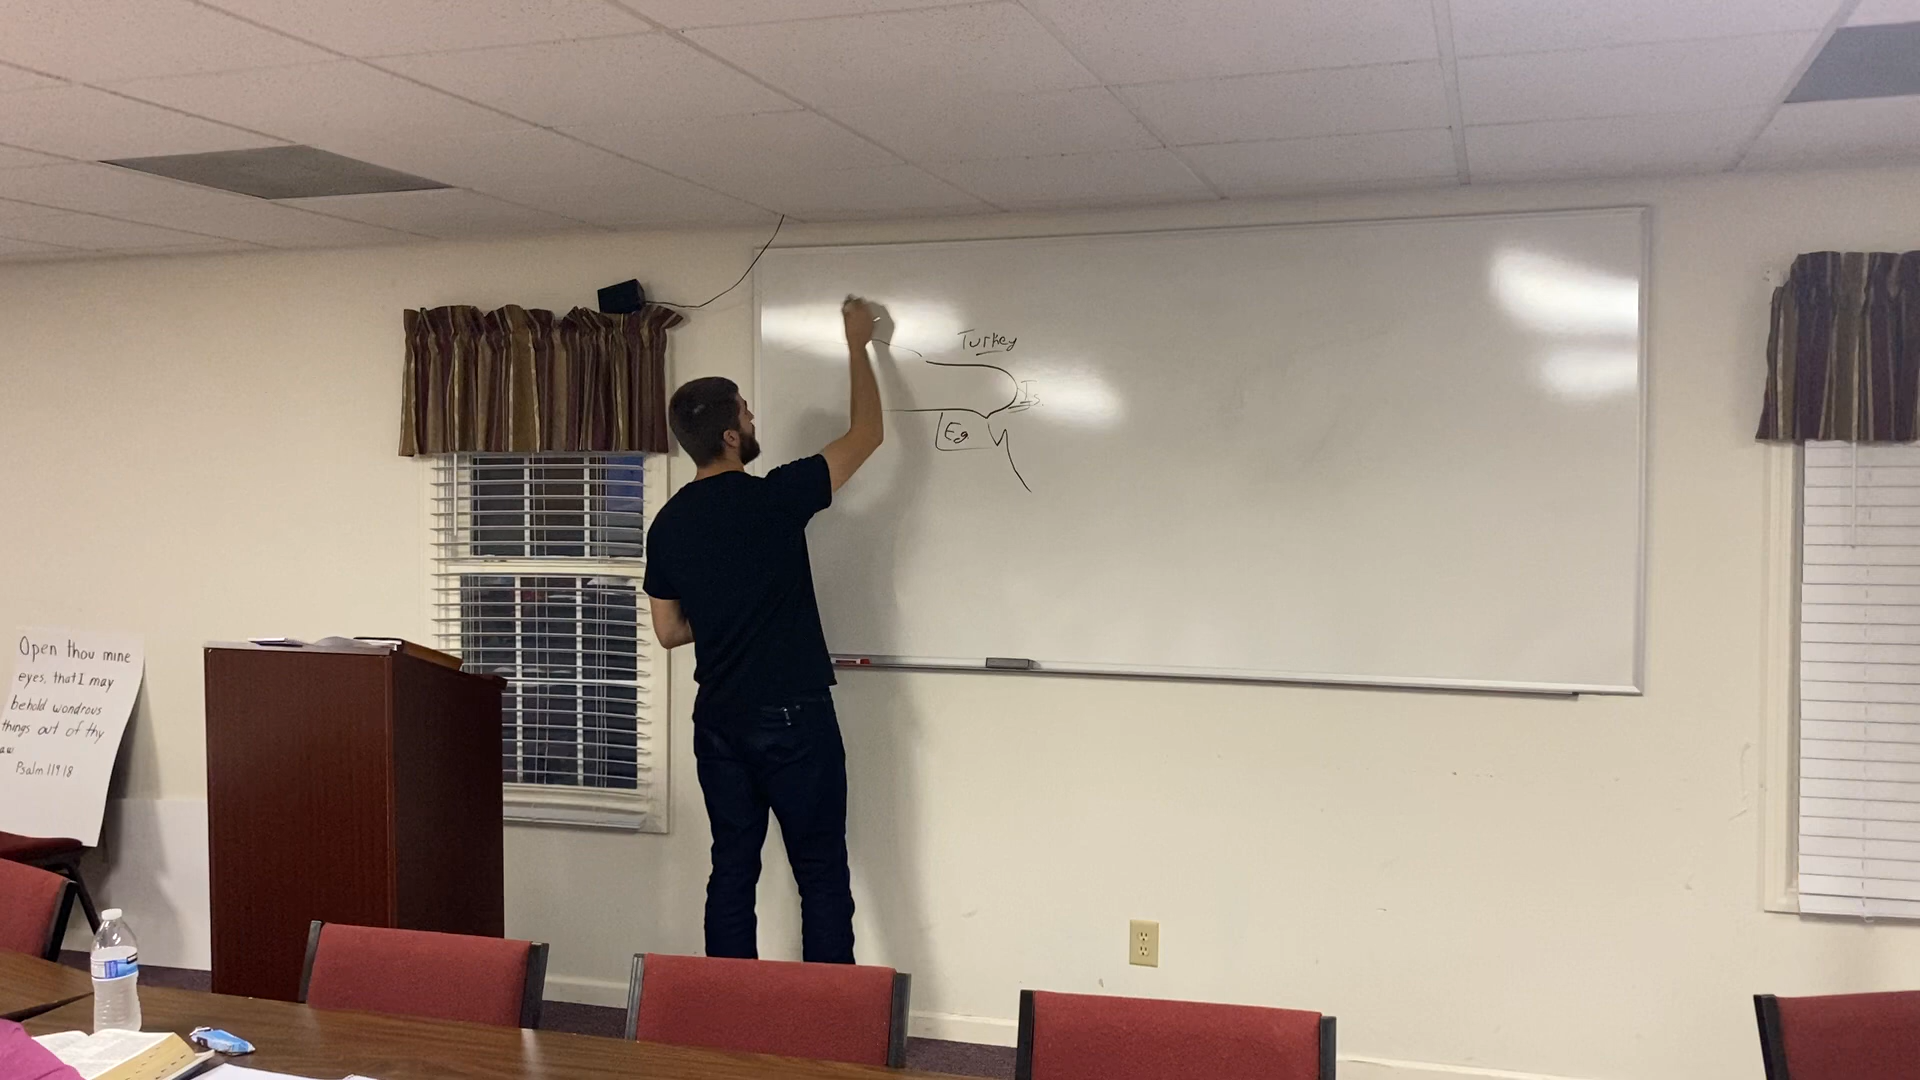 Turkey
Is.
Eg.
Open thou mine
eyes, that I may
behold wondrous
things out of thy
aw
Psalm 119 18